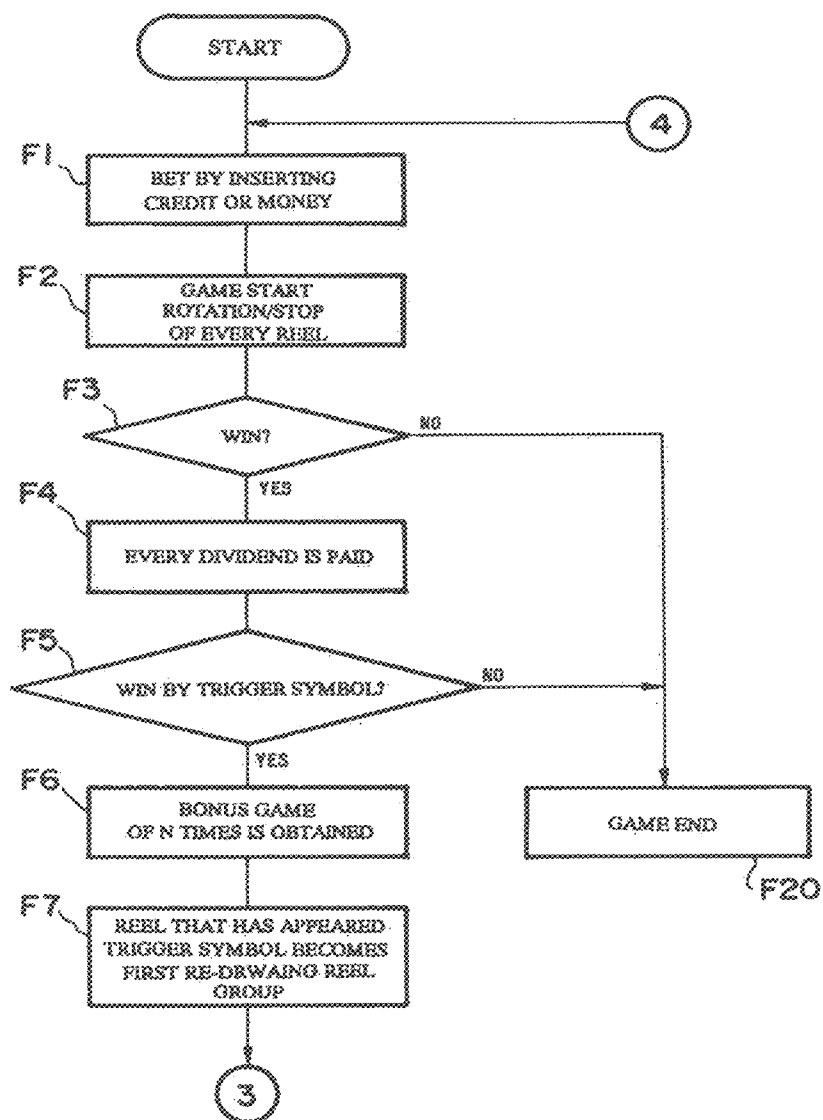 START
4
F1
BET BY INSERTING
CREDIT OR MONEY
F2
GAME START
ROTATION/STOP
OF EVERY REEL
F3
WIN?
NO
YES
F4
EVERY DIVIDEND IS PAID
F5
WIN BY TRIGGER SYMBOL?
NO
YES
F6
BONUS GAME
OF N TIMES IS OBTAINED
GAME END
F20
F7
REEL THAT HAS APPEARED
TRIGGER SYMBOL BECOMES
FIRST RE-DRWAING REEL
GROUP
3